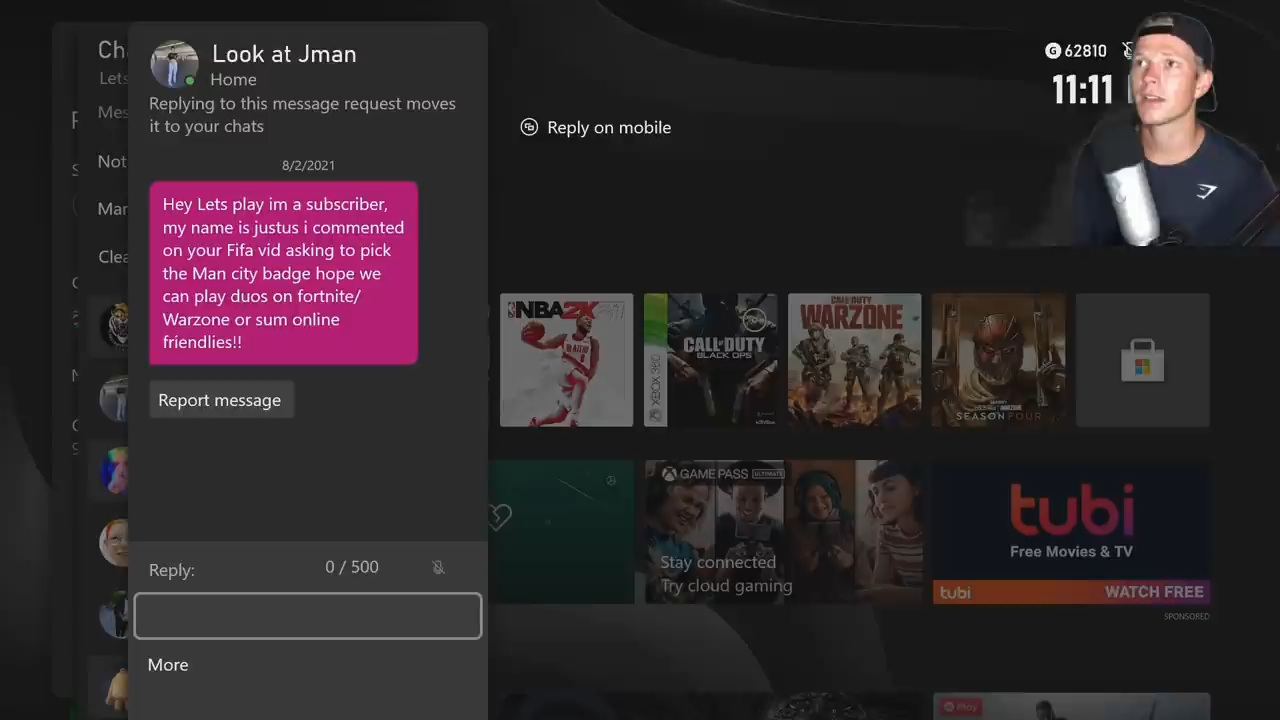 Look at Jman
Home
Replying to this message request moves
it to your chats
8/2/2021
Hey Lets play im a subscriber,
my name is justus i commented
on your Fifa vid asking to pick
the Man city badge hope we
can play duos on fortnite/
Warzone or sum online
friendlies!!
Report message
Reply:
0 / 500
More
Reply on mobile
62810
11:11
NBA2K21
XBOX 360
CALL OF DUTY
BLACK OPS
CALL OF DUTY
WARZONE
SEASON FOUR
GAME PASS ULTIMATE
Stay connected
Try cloud gaming
tubi
Free Movies & TV
tubi
WATCH FREE
SPONSORED
Play